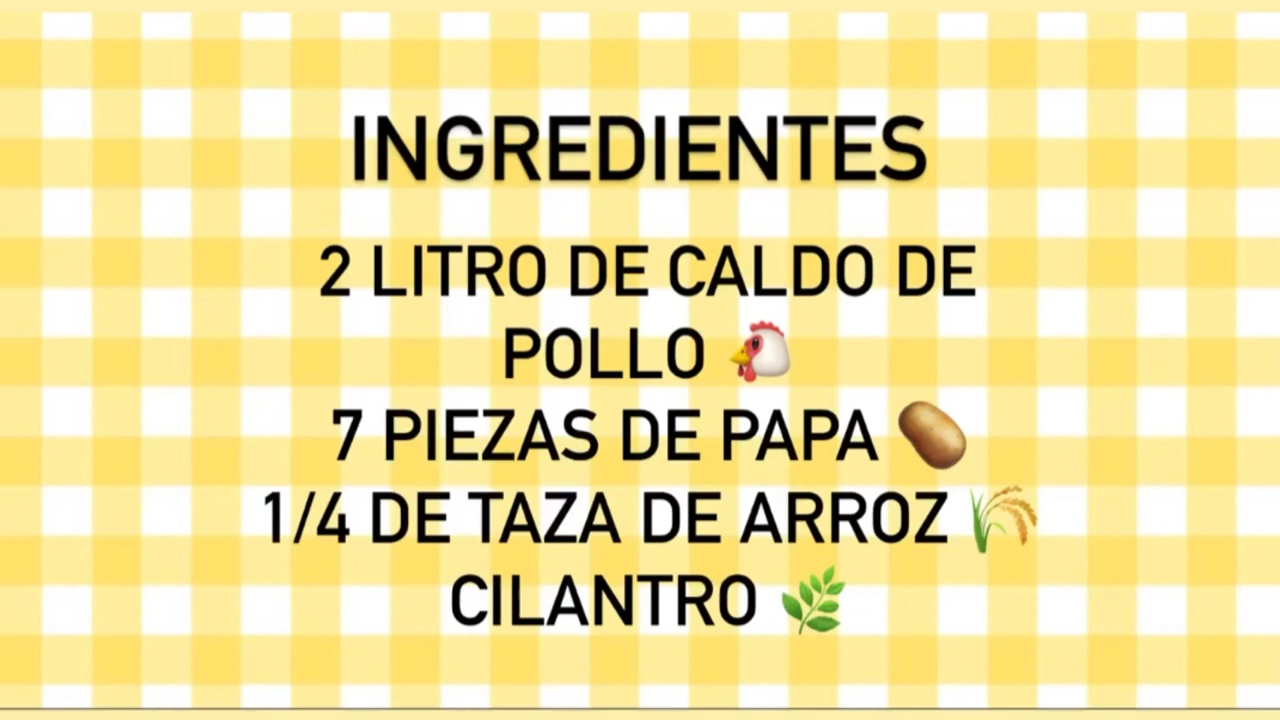 INGREDIENTES
2 LITRO DE CALDO DE
POLLO 🐔
7 PIEZAS DE PAPA 🥔
1/4 DE TAZA DE ARROZ 🌾
CILANTRO 🌿